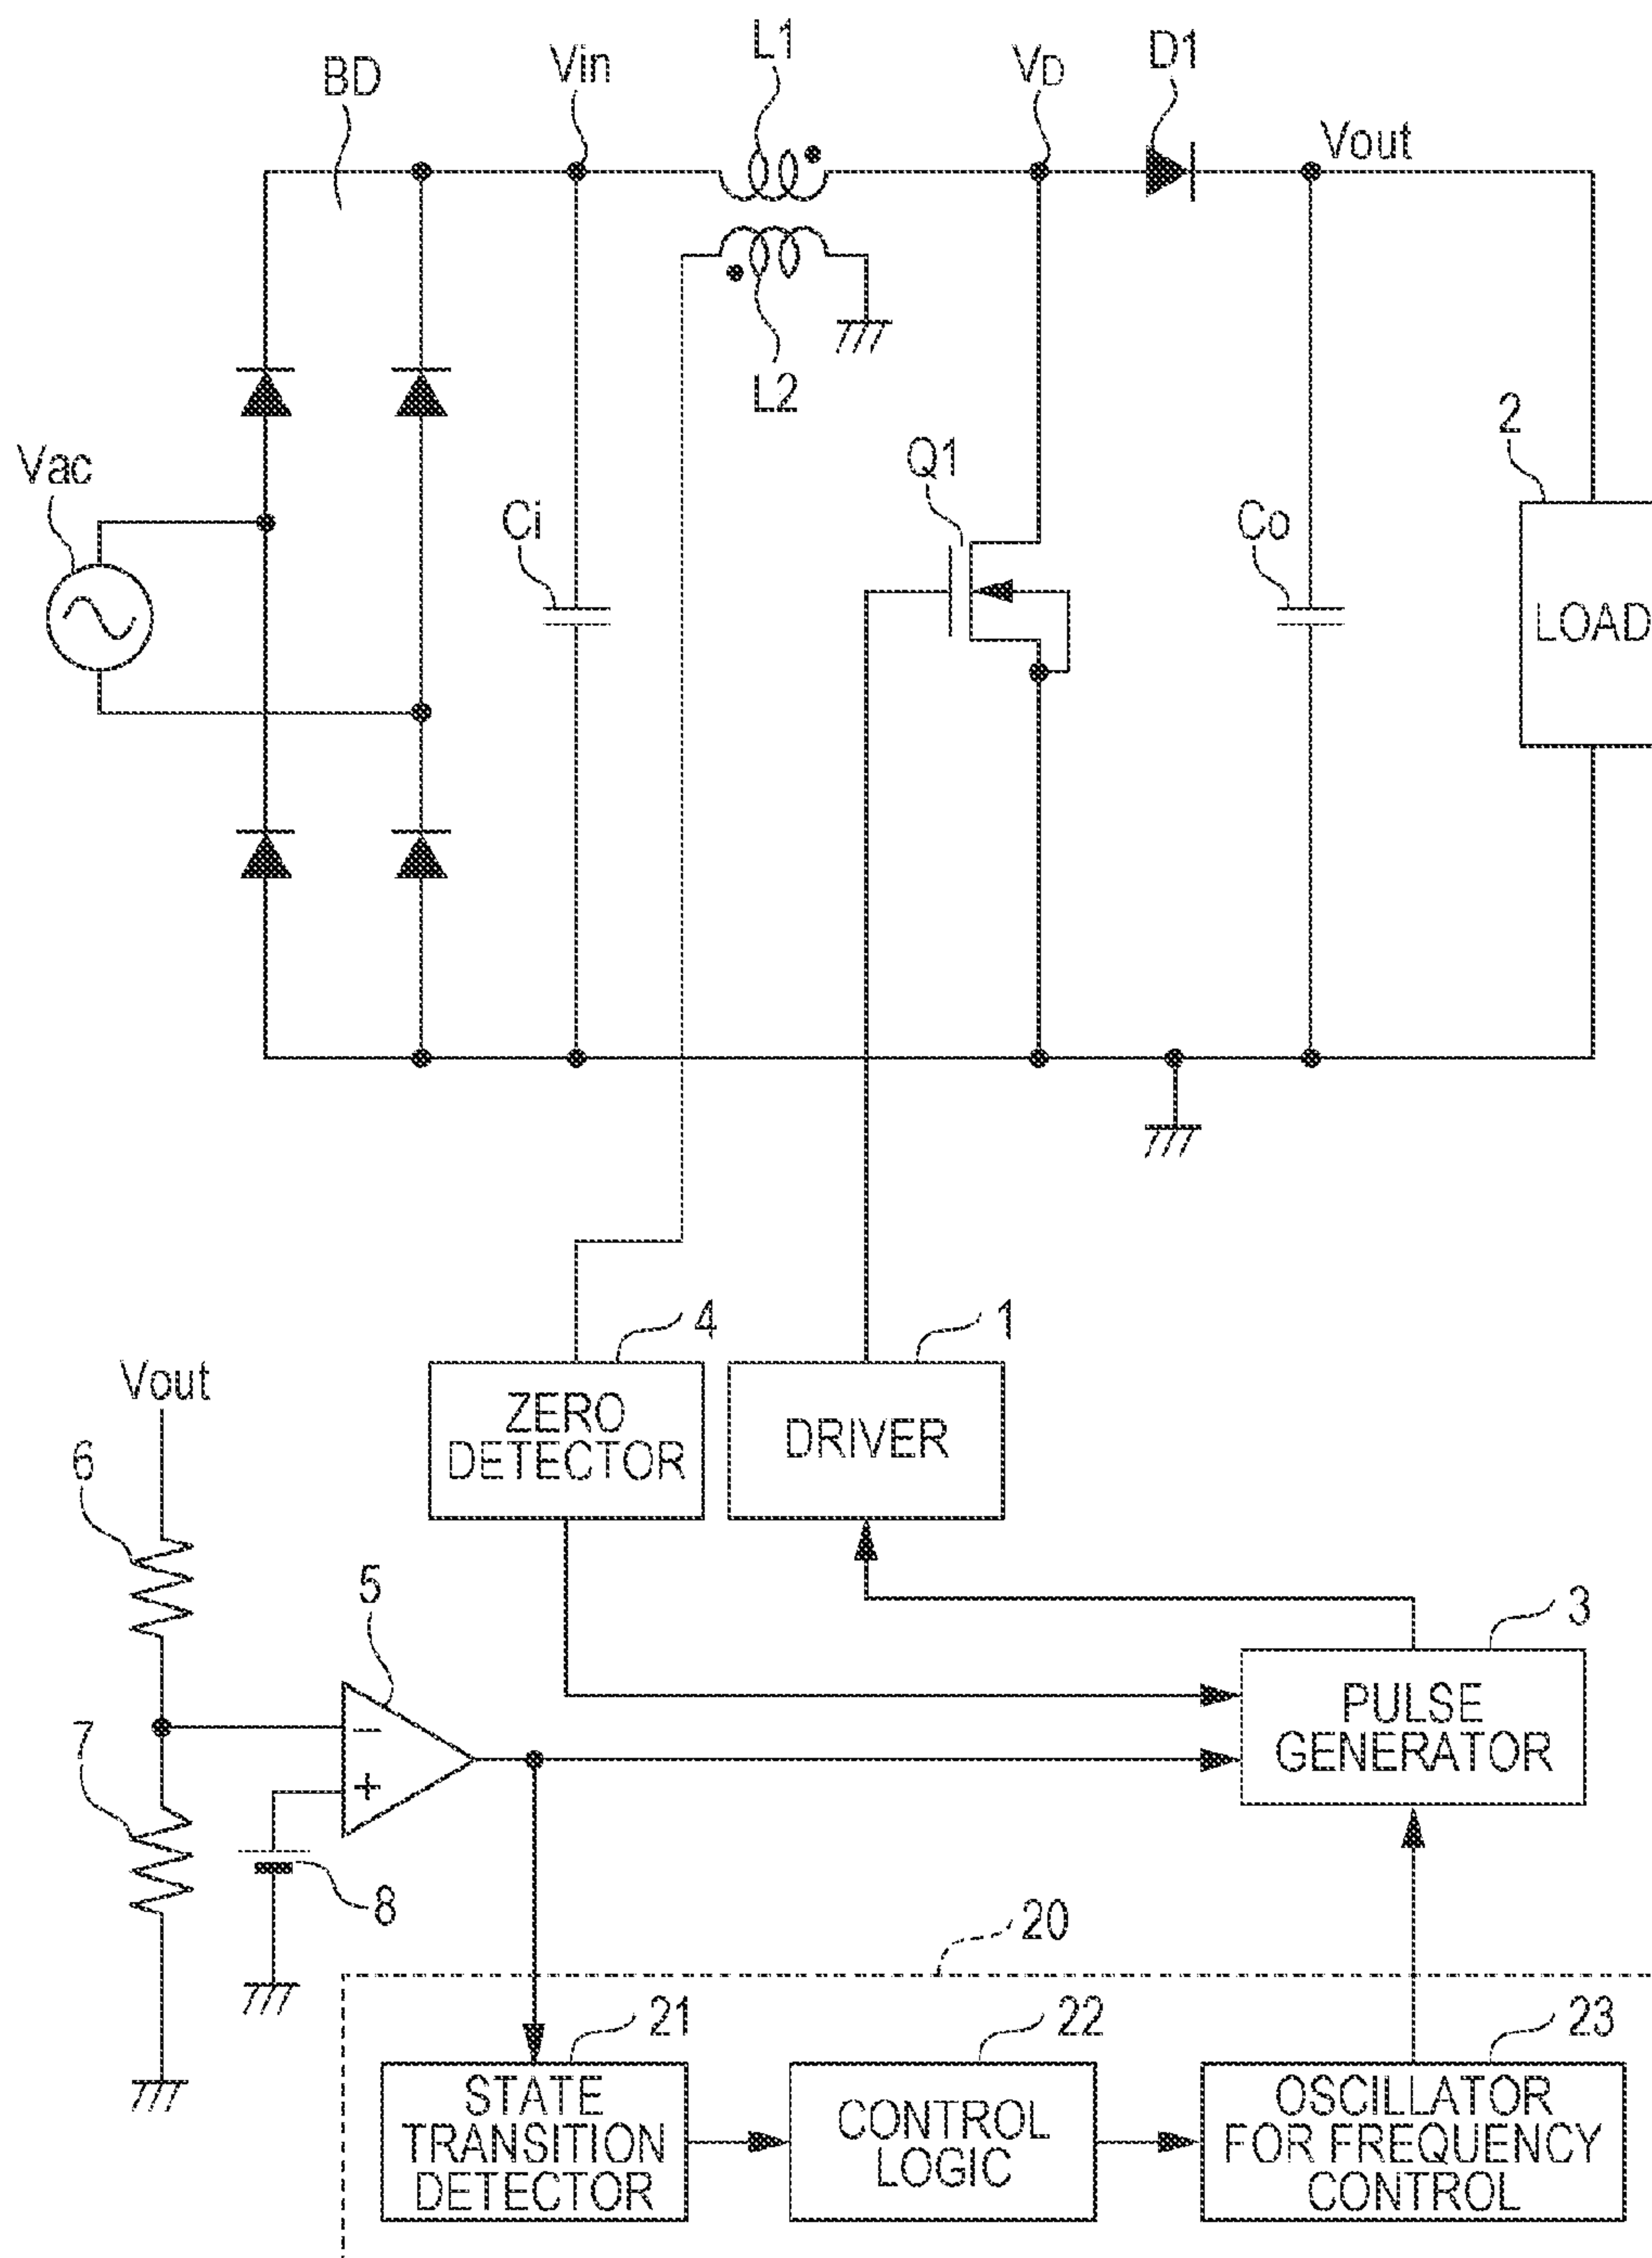 L1
Vin
VD
D1
BD
Vout
L2
Vac
Q1
2
Ci
Co
LOAD
4
1
Vout
ZERO
DETECTOR
DRIVER
6
5
3
PULSE
GENERATOR
7
−
+
8
20
21
22
23
STATE
TRANSITION
DETECTOR
CONTROL
LOGIC
OSCILLATOR
FOR FREQUENCY
CONTROL